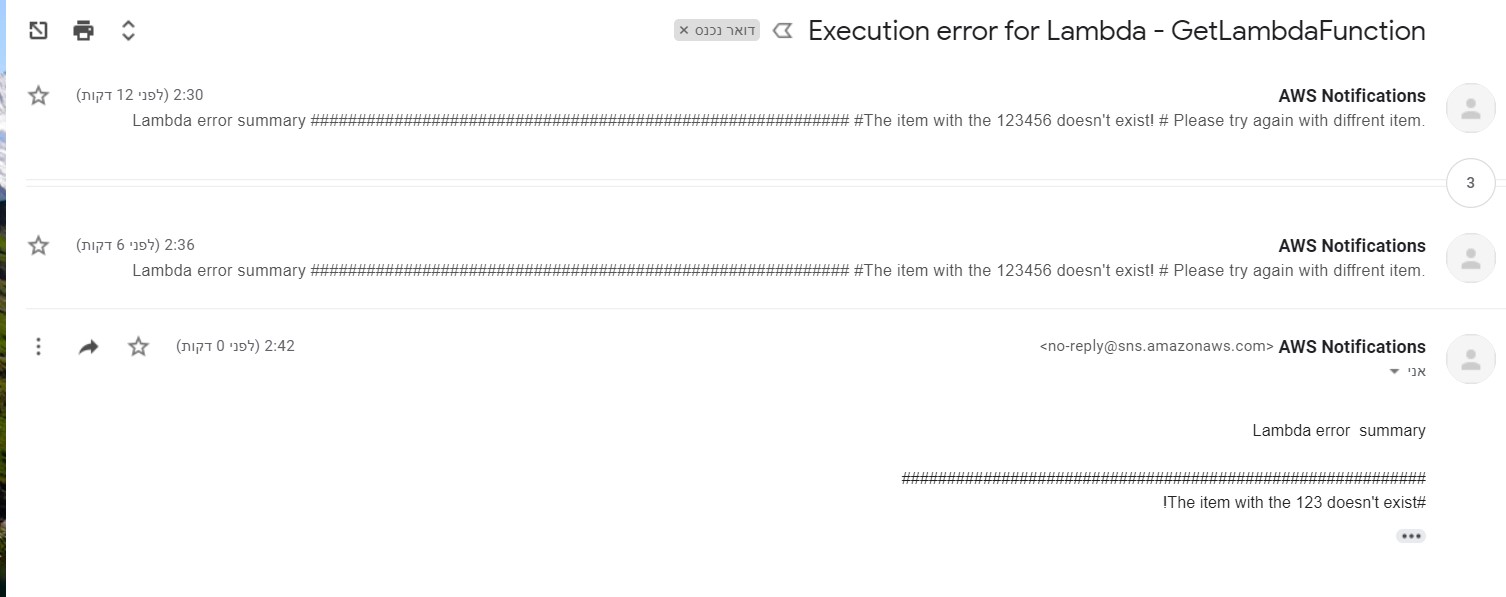 Execution error for Lambda - GetLambdaFunction
דואר נכנס ×
AWS Notifications
2:30 (לפני 12 דקות)
Lambda error summary ########################################################## #The item with the 123456 doesn't exist! # Please try again with diffrent item.
3
AWS Notifications
2:36 (לפני 6 דקות)
Lambda error summary ########################################################## #The item with the 123456 doesn't exist! # Please try again with diffrent item.
AWS Notifications <no-reply@sns.amazonaws.com>
2:42 (לפני 0 דקות)
אני
Lambda error  summary
##########################################################
#The item with the 123 doesn't exist!